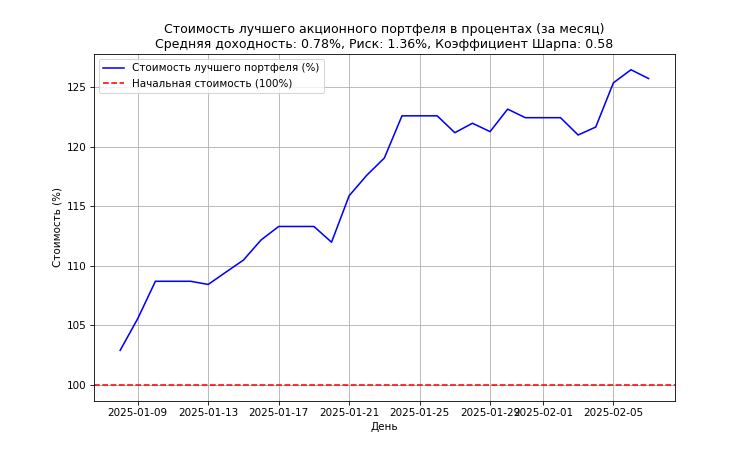 Стоимость лучшего акционного портфеля в процентах (за месяц)
Средняя доходность: 0.78%, Риск: 1.36%, Коэффициент Шарпа: 0.58
Стоимость лучшего портфеля (%)
Начальная стоимость (100%)
Стоимость (%)
125
120
115
110
105
100
2025-01-09 2025-01-13 2025-01-17 2025-01-21 2025-01-25 2025-01-29 2025-02-01 2025-02-05
День